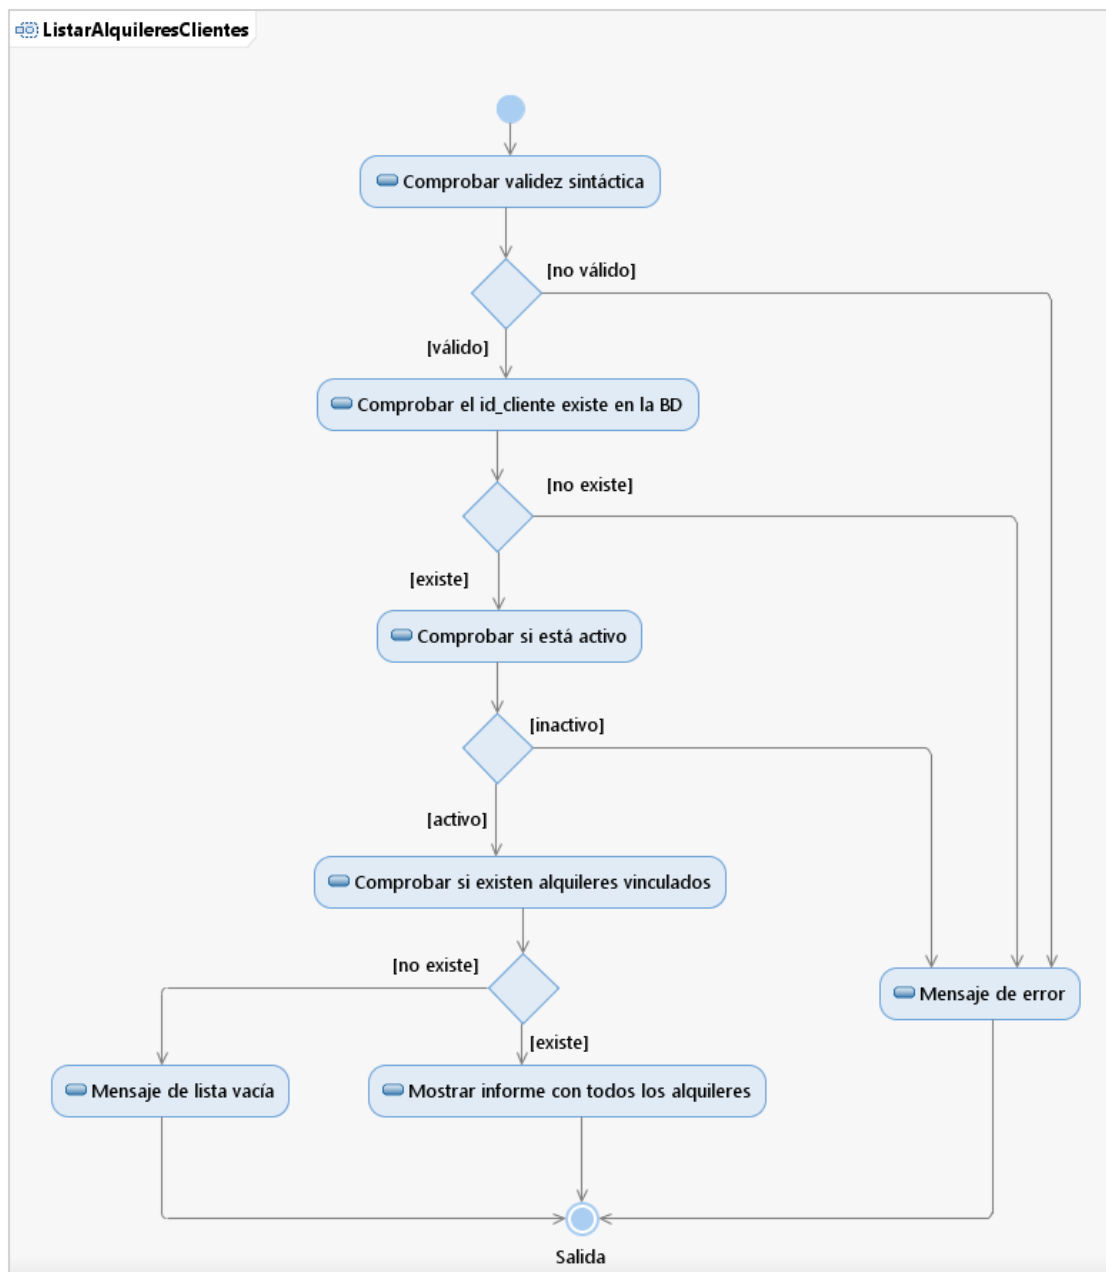 ListarAlquileresClientes
Comprobar validez sintáctica
[no válido]
[válido]
Comprobar el id_cliente existe en la BD
[no existe]
[existe]
Comprobar si está activo
[inactivo]
[activo]
Comprobar si existen alquileres vinculados
[no existe]
Mensaje de error
[existe]
Mensaje de lista vacía
Mostrar informe con todos los alquileres
Salida